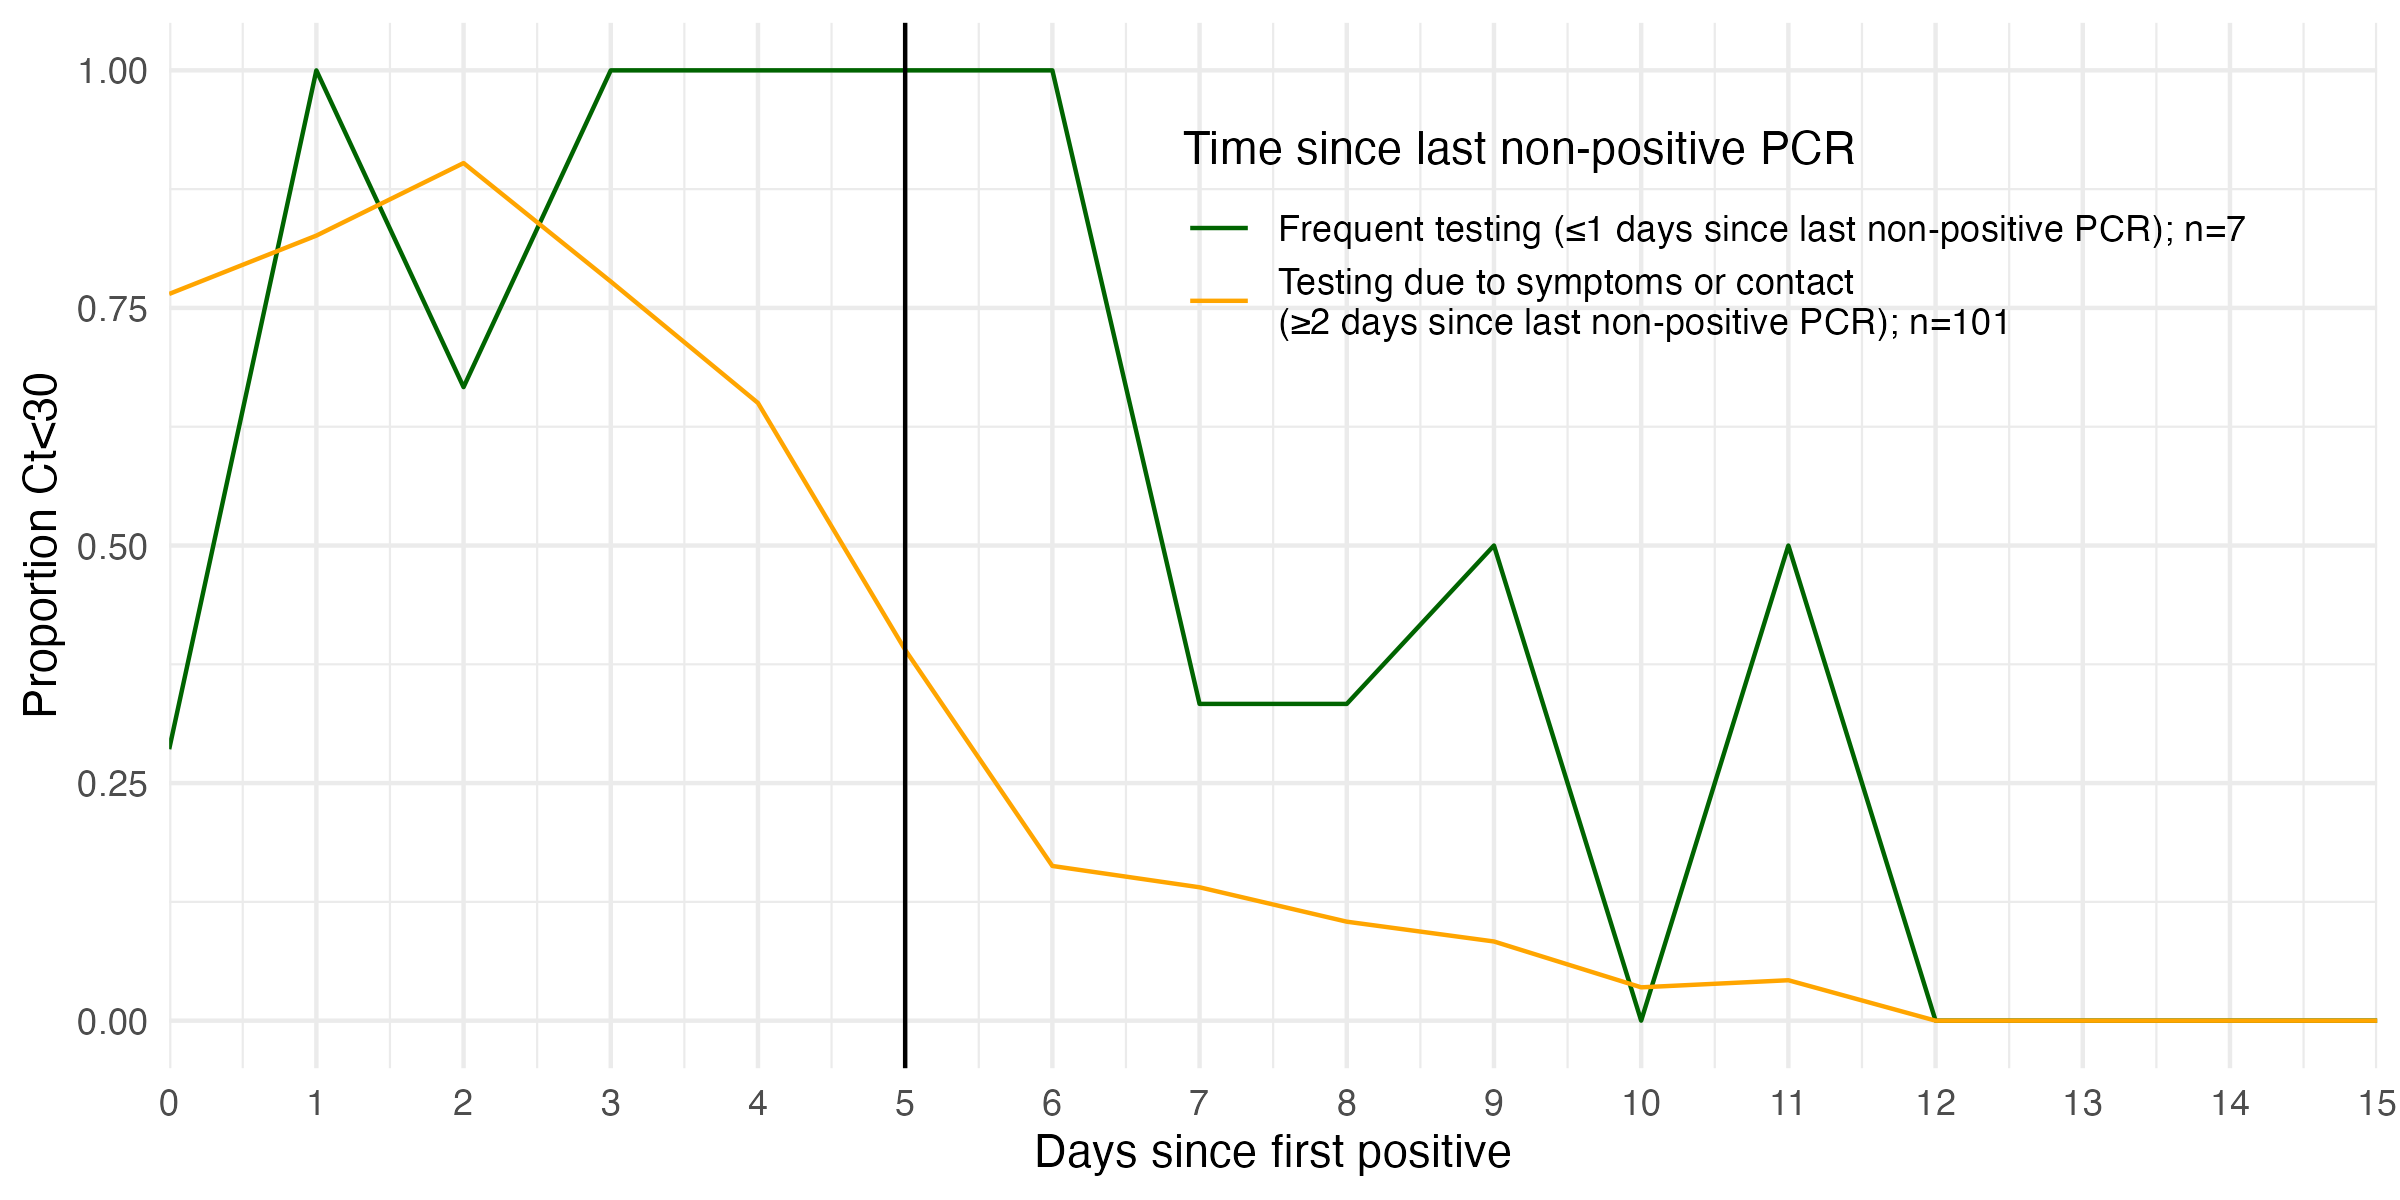 Time since last non-positive PCR
Frequent testing (≤1 days since last non-positive PCR); n=7
Testing due to symptoms or contact
(≥2 days since last non-positive PCR); n=101
Proportion Ct<30
1.00
0.75
0.50
0.25
0.00
0 1 2 3 4 5 6 7 8 9 10 11 12 13 14 15
Days since first positive